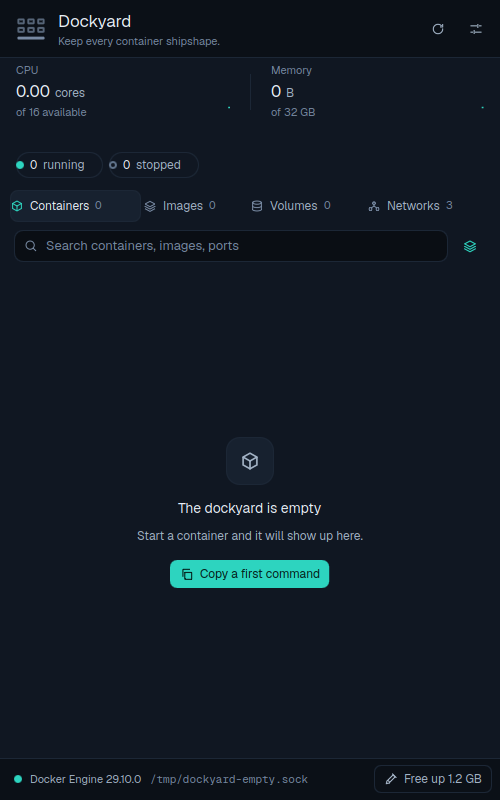 Dockyard
Keep every container shipshape.
CPU
0.00 cores
of 16 available
Memory
0 B
of 32 GB
0 running
0 stopped
Containers 0
Images 0
Volumes 0
Networks 3
Search containers, images, ports
The dockyard is empty
Start a container and it will show up here.
Copy a first command
Docker Engine 29.10.0 /tmp/dockyard-empty.sock
Free up 1.2 GB